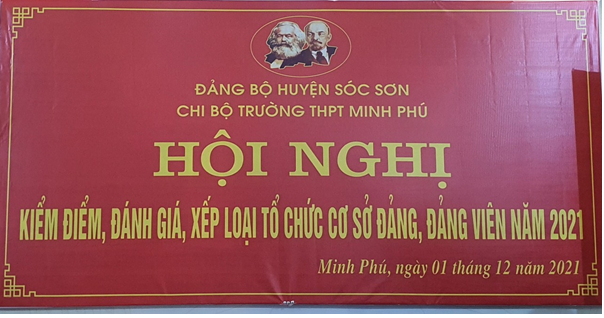 ĐẢNG BỘ HUYỆN SÓC SƠN
CHI BỘ TRƯỜNG THPT MINH PHÚ
HỘI NGHỊ
KIỂM ĐIỂM, ĐÁNH GIÁ, XẾP LOẠI TỔ CHỨC CƠ SỞ ĐẢNG, ĐẢNG VIÊN NĂM 2021
Minh Phú, ngày 01 tháng 12 năm 2021